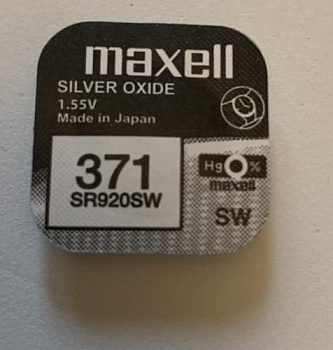 maxell
SILVER OXIDE
1.55V
Made in Japan
371
SR920SW
Hg 0 %
maxell
SW